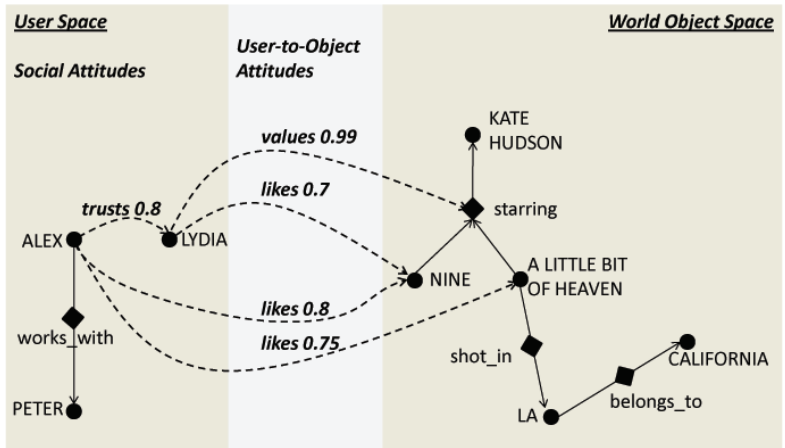 User Space
World Object Space
User-to-Object
Attitudes
Social Attitudes
KATE
HUDSON
values 0.99
likes 0.7
trusts 0.8
starring
ALEX
LYDIA
NINE
A LITTLE BIT
OF HEAVEN
likes 0.8
works_with
likes 0.75
shot_in
CALIFORNIA
belongs_to
PETER
LA